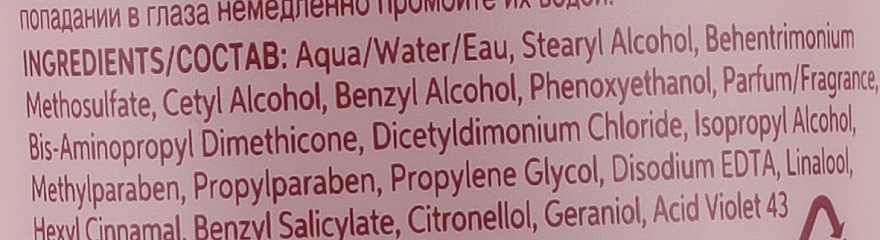 попадании в глаза немедленно промойте их водой.
INGREDIENTS/СОСТАВ: Aqua/Water/Eau, Stearyl Alcohol, Behentrimonium
Methosulfate, Cetyl Alcohol, Benzyl Alcohol, Phenoxyethanol, Parfum/Fragrance,
Bis-Aminopropyl Dimethicone, Dicetyldimonium Chloride, Isopropyl Alcohol,
Methylparaben, Propylparaben, Propylene Glycol, Disodium EDTA, Linalool,
Hexyl Cinnamal, Benzyl Salicylate, Citronellol, Geraniol, Acid Violet 43